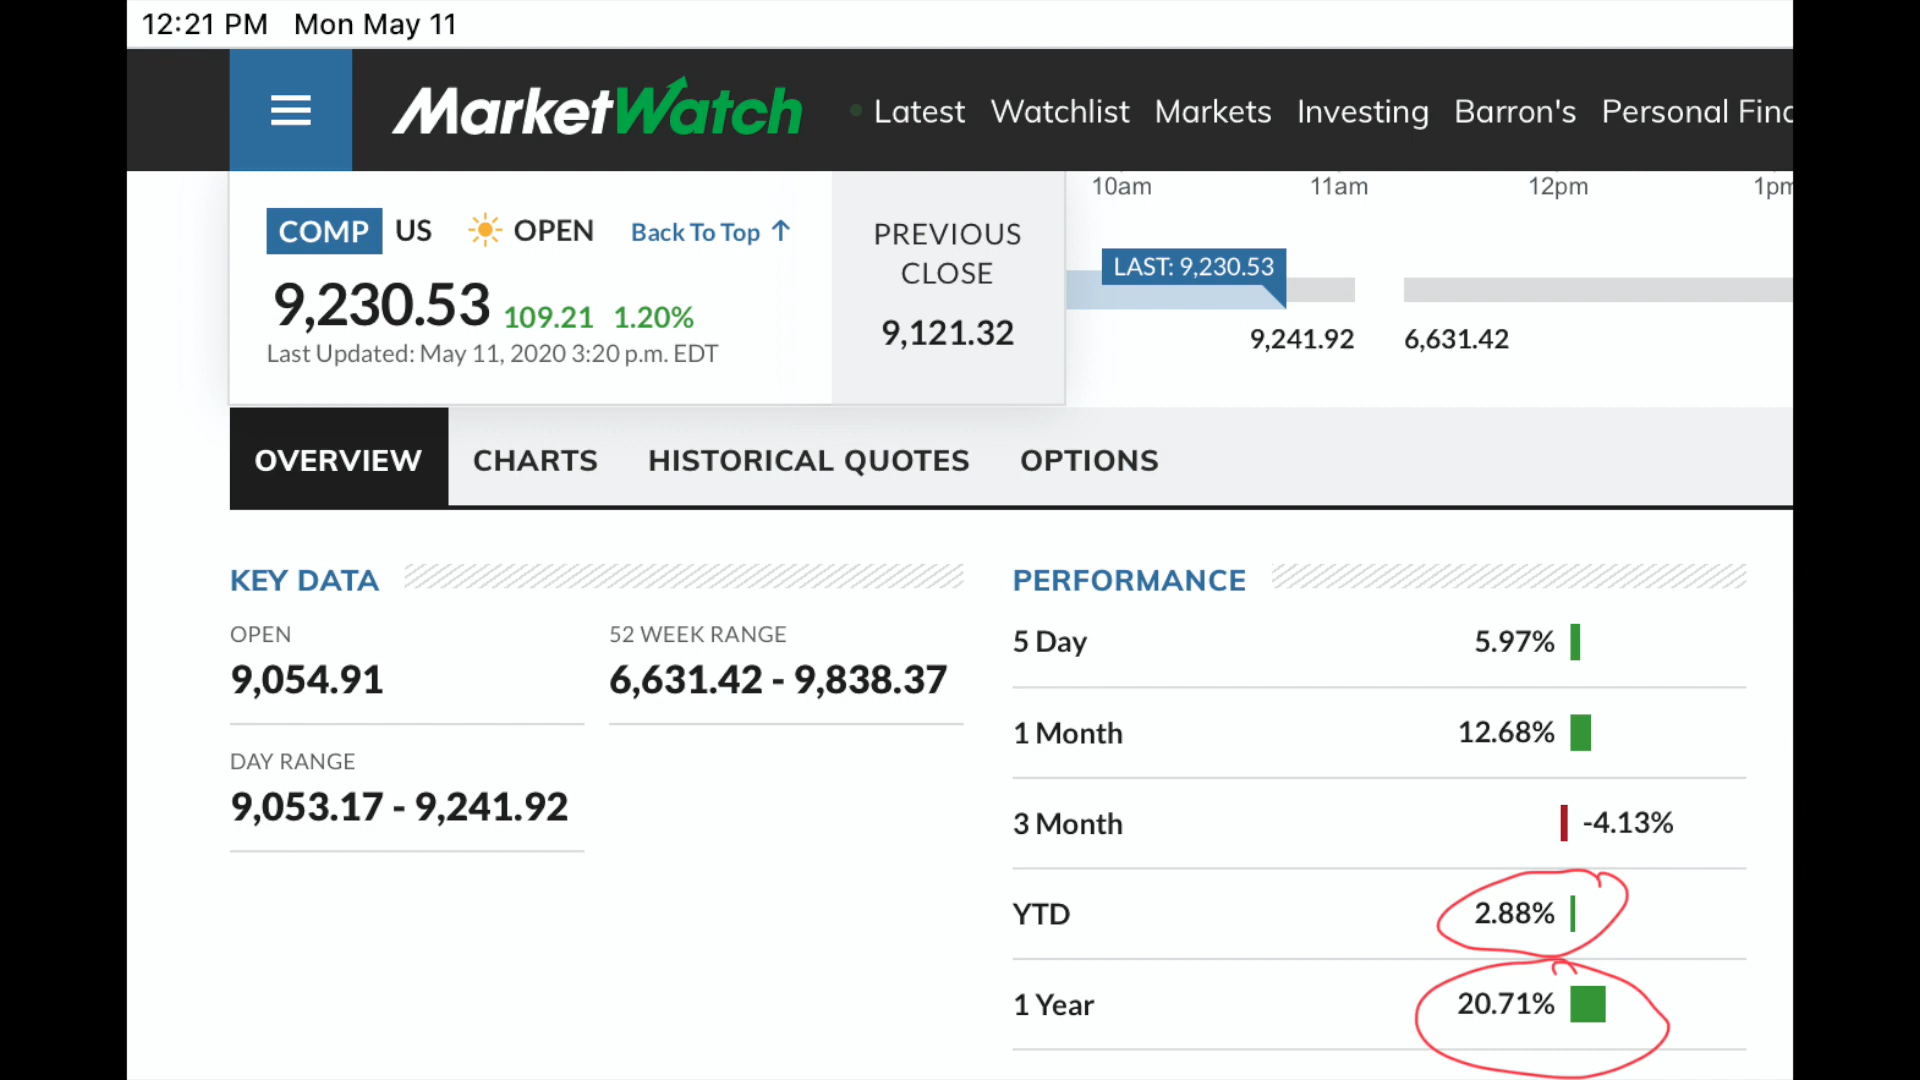 12:21 PM Mon May 11
MarketWatch Latest Watchlist Markets Investing Barron's Personal Finc
COMP US OPEN Back To Top ↑
9,230.53 109.21 1.20%
Last Updated: May 11, 2020 3:20 p.m. EDT
PREVIOUS
CLOSE
9,121.32
10am 11am 12pm 1pm
LAST: 9,230.53
9,241.92 6,631.42
OVERVIEW CHARTS HISTORICAL QUOTES OPTIONS
KEY DATA
OPEN
9,054.91
52 WEEK RANGE
6,631.42 - 9,838.37
DAY RANGE
9,053.17 - 9,241.92
PERFORMANCE
5 Day 5.97%
1 Month 12.68%
3 Month -4.13%
YTD 2.88%
1 Year 20.71%